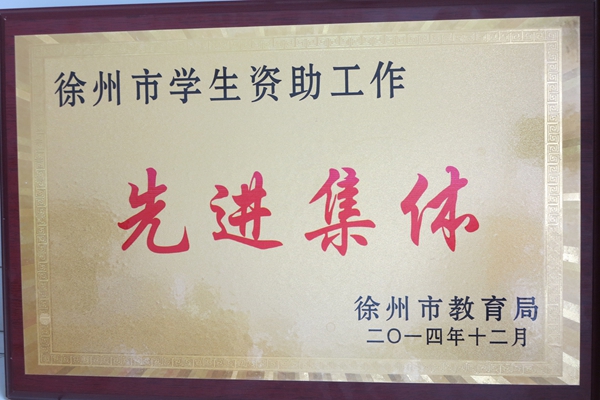 徐州市学生资助工作
先进集体
徐州市教育局
二〇一四年十二月